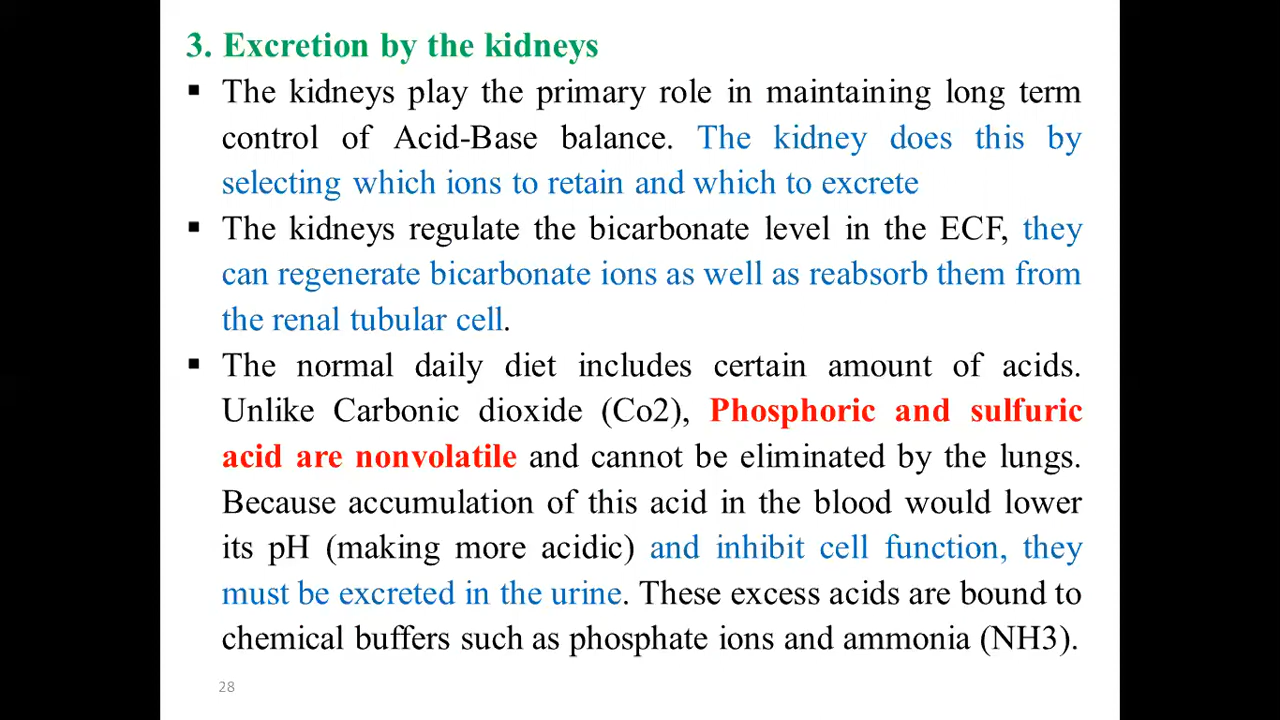 3. Excretion by the kidneys
▪ The kidneys play the primary role in maintaining long term
control of Acid-Base balance. The kidney does this by
selecting which ions to retain and which to excrete
▪ The kidneys regulate the bicarbonate level in the ECF, they
can regenerate bicarbonate ions as well as reabsorb them from
the renal tubular cell.
▪ The normal daily diet includes certain amount of acids.
Unlike Carbonic dioxide (Co2), Phosphoric and sulfuric
acid are nonvolatile and cannot be eliminated by the lungs.
Because accumulation of this acid in the blood would lower
its pH (making more acidic) and inhibit cell function, they
must be excreted in the urine. These excess acids are bound to
chemical buffers such as phosphate ions and ammonia (NH3).
28